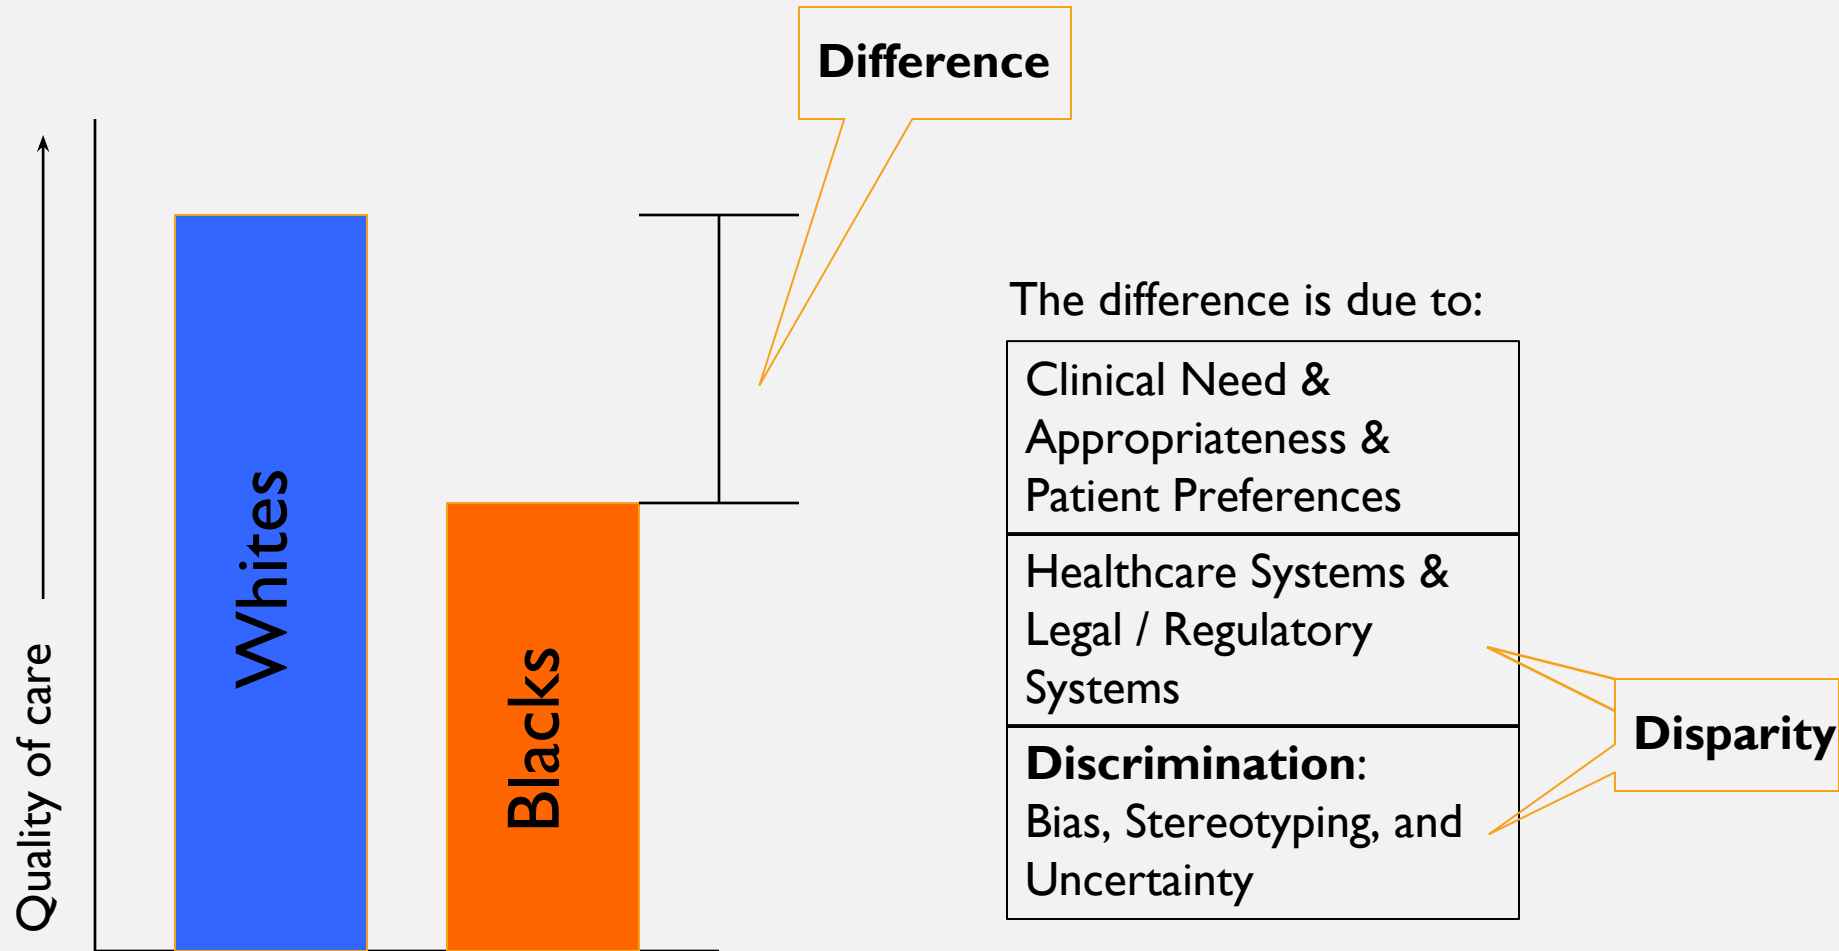 Difference
Quality of care
Whites
Blacks
The difference is due to:
Clinical Need &
Appropriateness &
Patient Preferences
Healthcare Systems &
Legal / Regulatory
Systems
Discrimination:
Bias, Stereotyping, and
Uncertainty
Disparity